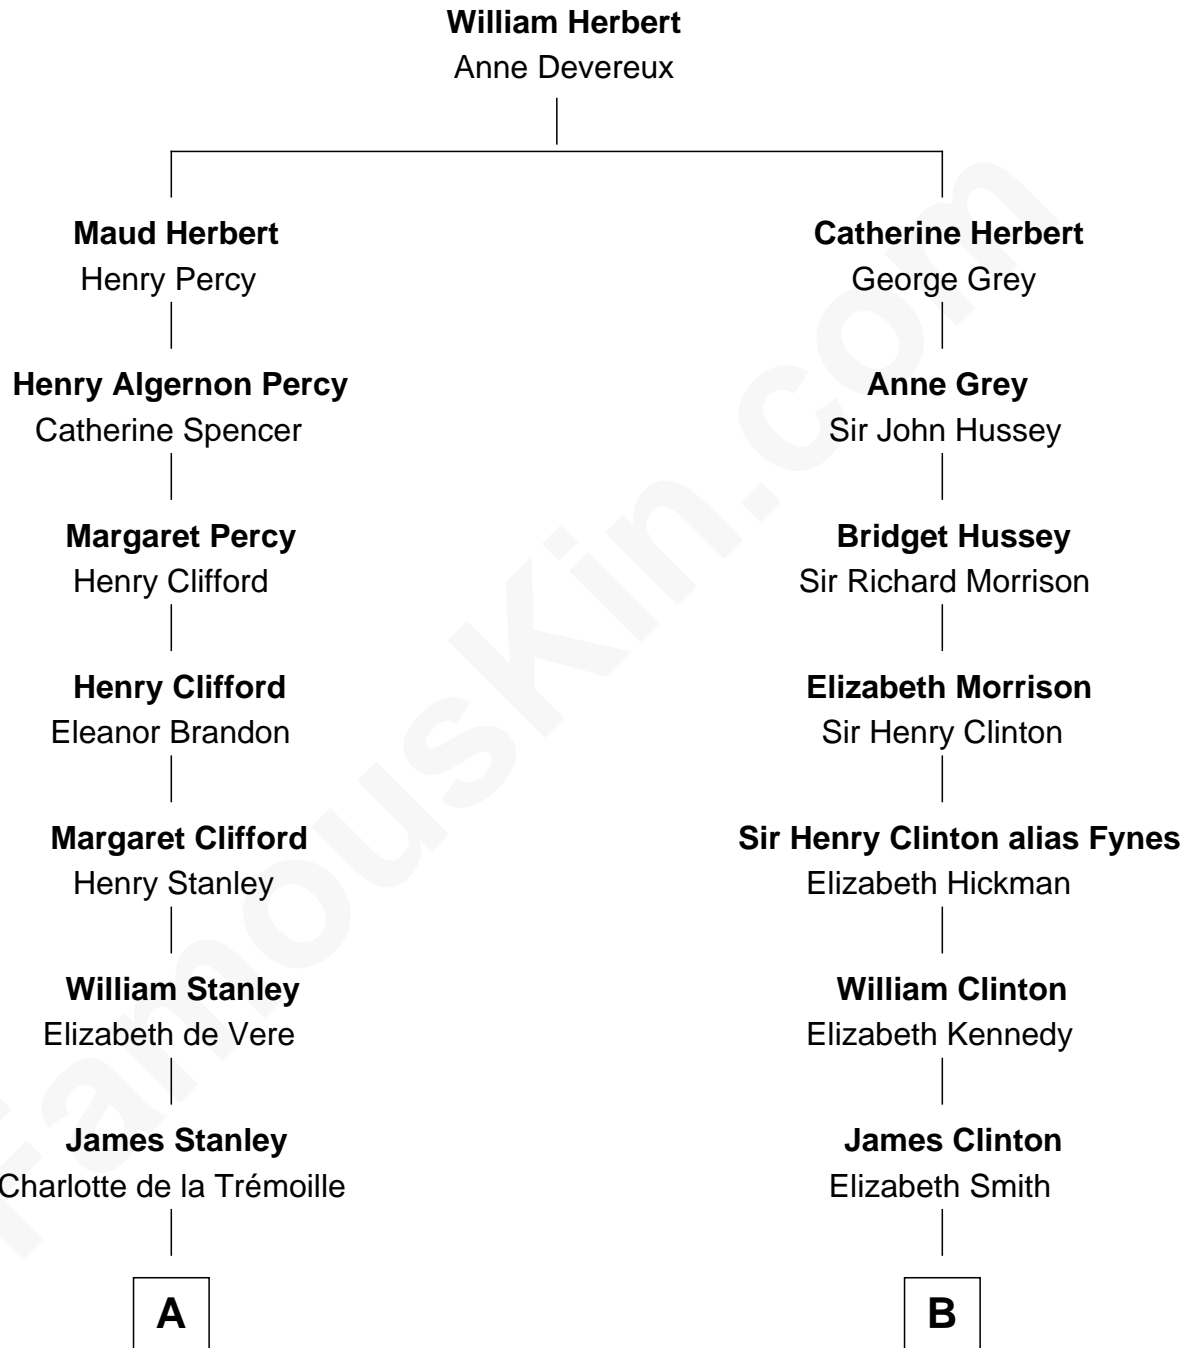 William Herbert
Anne Devereux
Maud Herbert
Henry Percy
Catherine Herbert
George Grey
Henry Algernon Percy
Catherine Spencer
Anne Grey
Sir John Hussey
Margaret Percy
Henry Clifford
Bridget Hussey
Sir Richard Morrison
Henry Clifford
Eleanor Brandon
Elizabeth Morrison
Sir Henry Clinton
Margaret Clifford
Henry Stanley
Sir Henry Clinton alias Fynes
Elizabeth Hickman
William Stanley
Elizabeth de Vere
William Clinton
Elizabeth Kennedy
James Stanley
Charlotte de la Trémoille
James Clinton
Elizabeth Smith
A
B
FamousKin.com